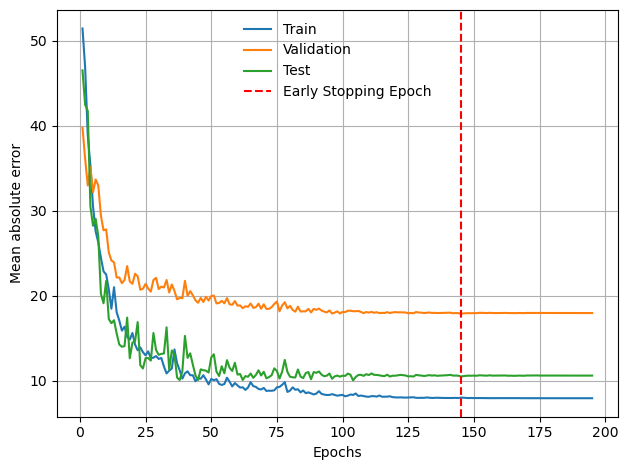 Train
Validation
Test
Early Stopping Epoch
Mean absolute error
50
40
30
20
10
0 25 50 75 100 125 150 175 200
Epochs